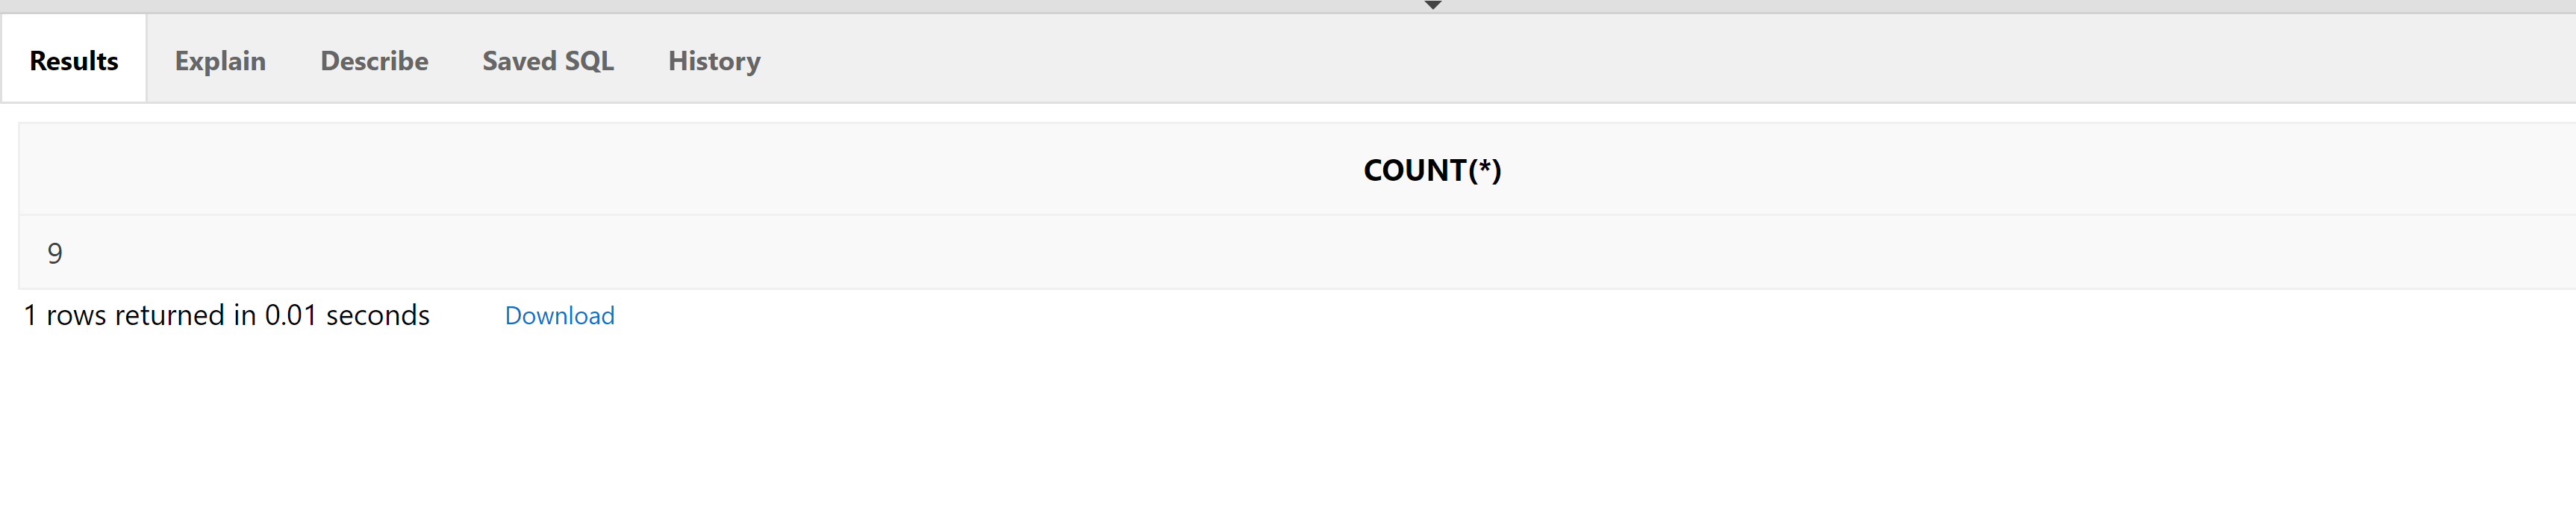 Results Explain Describe Saved SQL History
COUNT(*)
9
1 rows returned in 0.01 seconds Download